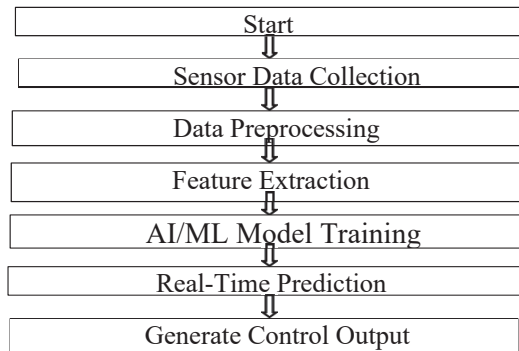 Start
Sensor Data Collection
Data Preprocessing
Feature Extraction
AI/ML Model Training
Real-Time Prediction
Generate Control Output